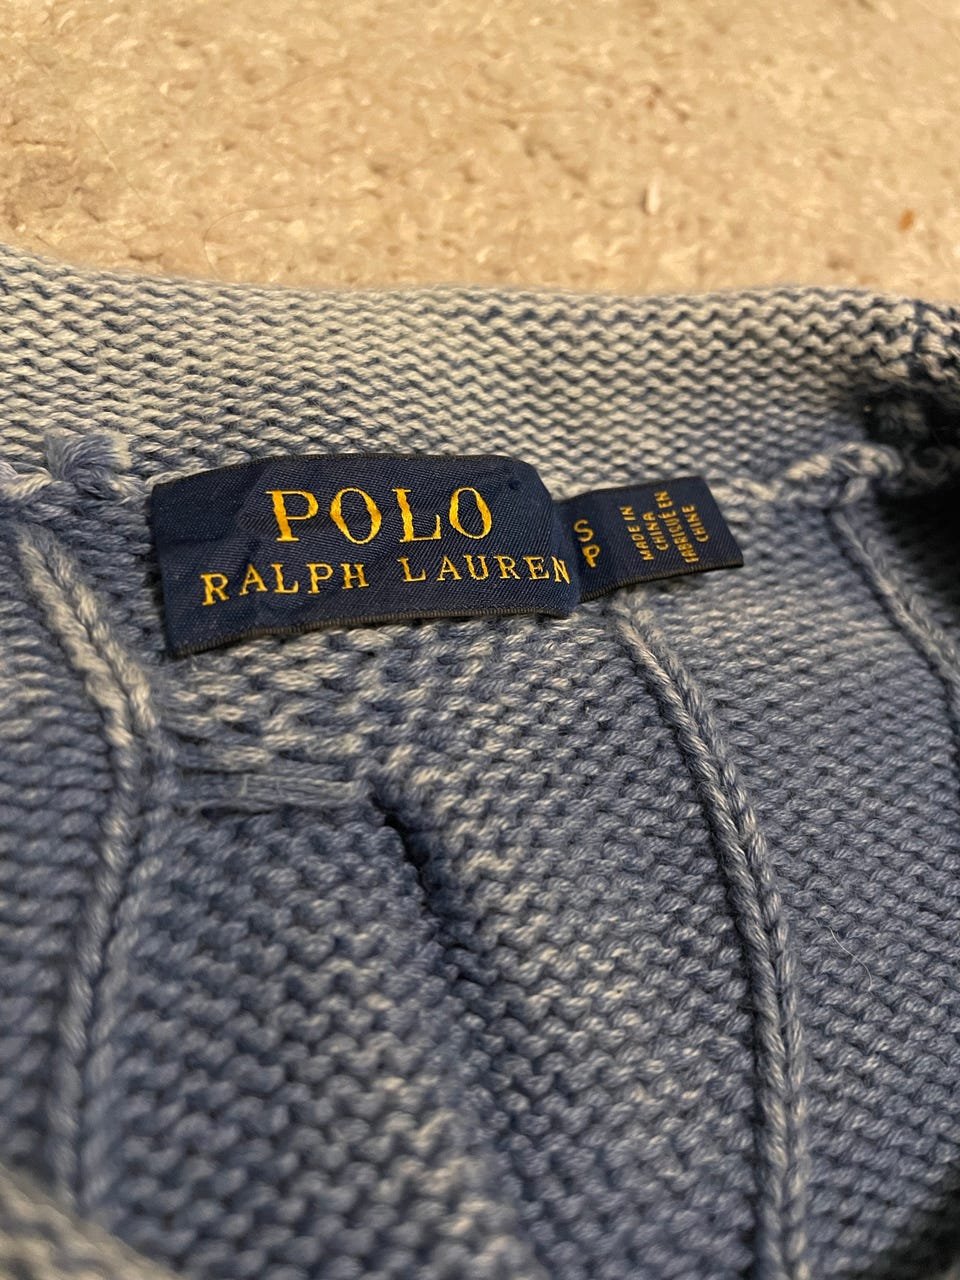 POLO
RALPH LAUREN
S
P
MADE IN
CHINA
FABRIQUÉ EN
CHINE